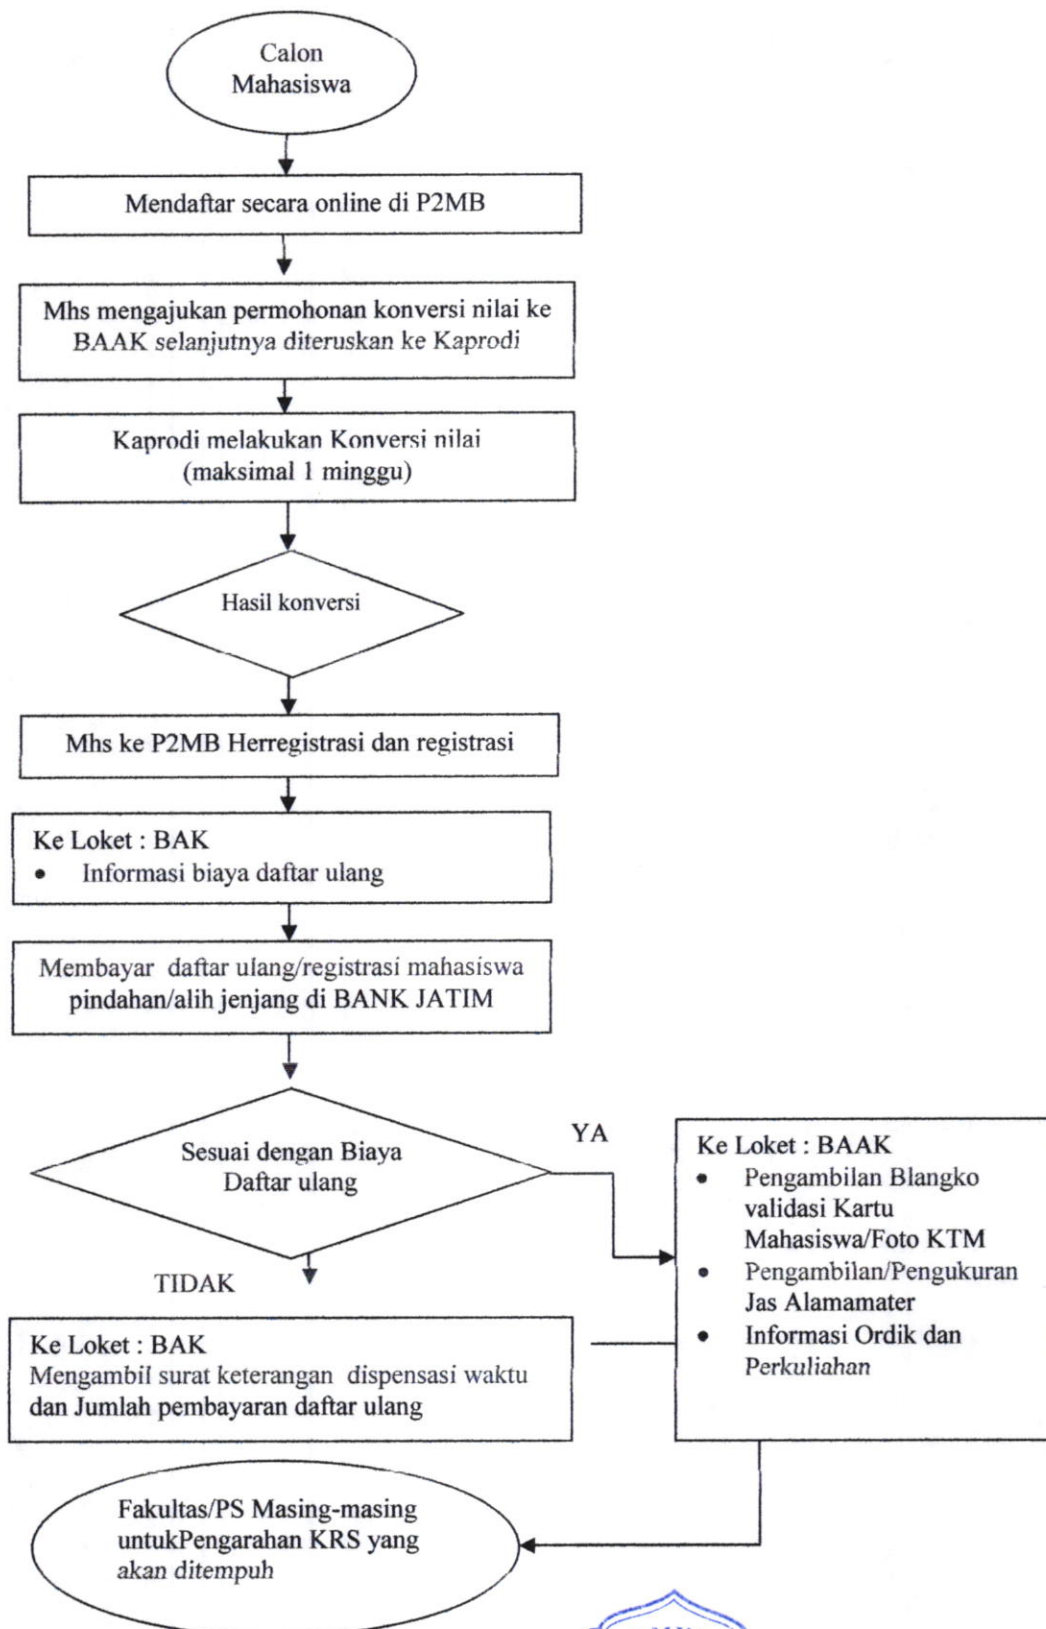 Calon
Mahasiswa
Mendaftar secara online di P2MB
Mhs mengajukan permohonan konversi nilai ke
BAAK selanjutnya diteruskan ke Kaprodi
Kaprodi melakukan Konversi nilai
(maksimal 1 minggu)
Hasil konversi
Mhs ke P2MB Herregistrasi dan registrasi
Ke Loket : BAK
• Informasi biaya daftar ulang
Membayar daftar ulang/registrasi mahasiswa
pindahan/alih jenjang di BANK JATIM
Sesuai dengan Biaya
Daftar ulang
YA
Ke Loket : BAAK
• Pengambilan Blangko
validasi Kartu
Mahasiswa/Foto KTM
• Pengambilan/Pengukuran
Jas Alamamater
• Informasi Ordik dan
Perkuliahan
TIDAK
Ke Loket : BAK
Mengambil surat keterangan dispensasi waktu
dan Jumlah pembayaran daftar ulang
Fakultas/PS Masing-masing
untukPengarahan KRS yang
akan ditempuh